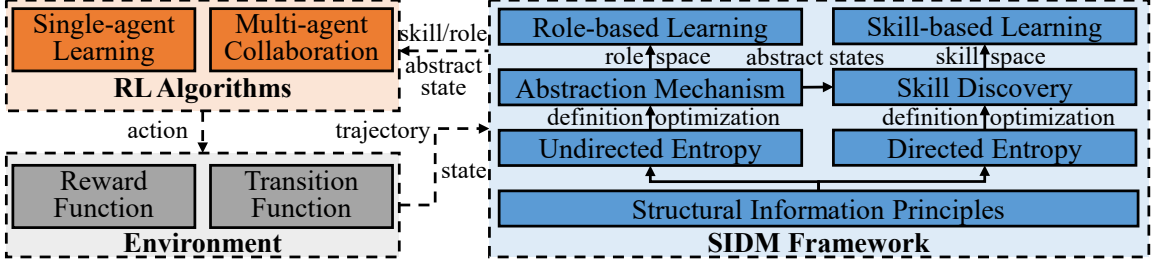 Single-agent
Learning
Multi-agent
Collaboration
RL Algorithms
skill/role
abstract
state
action
trajectory
state
Reward
Function
Transition
Function
Environment
Role-based Learning
Skill-based Learning
role space
abstract states
skill space
Abstraction Mechanism
Skill Discovery
definition optimization
definition optimization
Undirected Entropy
Directed Entropy
Structural Information Principles
SIDM Framework